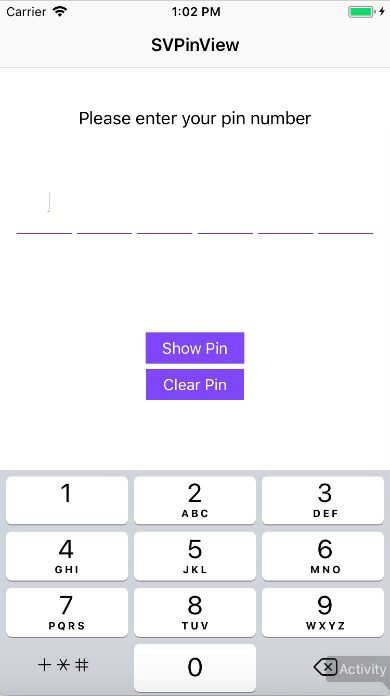 Carrier 1:02 PM
SVPinView
Please enter your pin number
Show Pin
Clear Pin
1 2 3
ABC DEF
4 5 6
GHI JKL MNO
7 8 9
PQRS TUV WXYZ
+*# 0
Activity